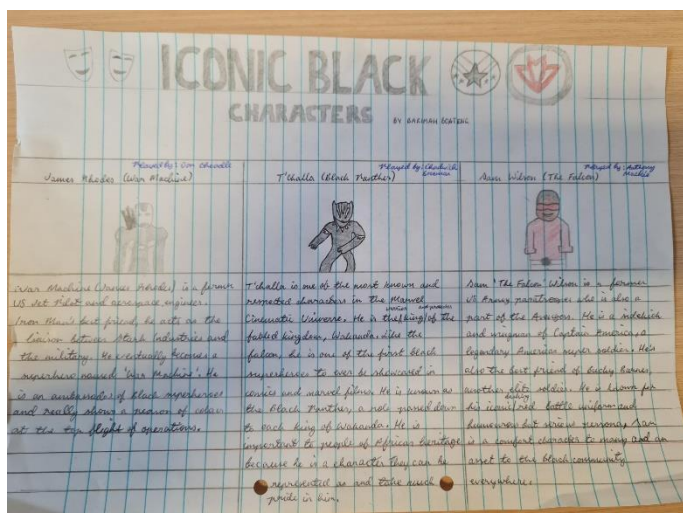 ICONIC BLACK
CHARACTERS
BY BARIMAH BOATENG
Played by: Don Cheadle
James Rhodes (War Machine)
War Machine (James Rhodes) is a former
US Jet Pilot and aerospace engineer.
Iron Man's best friend, he acts as the
liaison between Stark Industries and
the military. He eventually becomes a
superhero named 'War Machine'. He
is an ambassador of black superheroes
and really shows a person of colour
at the top flight of operations.
Played by: Chadwick
Boseman
T'challa (Black Panther)
T'challa is one of the most known and
respected characters in the Marvel
Cinematic Universe. He is the king of the
fabled kingdom, Wakanda. Like the
falcon, he is one of the first black
superheroes to ever be showcased in
comics and marvel films. He is known as
the Black Panther, a role passed down
to each king of Wakanda. He is
important to people of African heritage
because he is a character they can be
represented as and take much
pride in him.
Played by: Anthony
Mackie
Sam Wilson (The Falcon)
Sam 'The Falcon' Wilson is a former
US Army paratrooper who is also a
part of the Avengers. He is a sidekick
and wingman of Captain America, a
legendary American super soldier. He's
also the best friend of Bucky Barnes,
another elite soldier. He is known for
his iconic red battle uniform and
humourous but serious persona. Sam
is a comfort character to many and an
asset to the black community
everywhere.